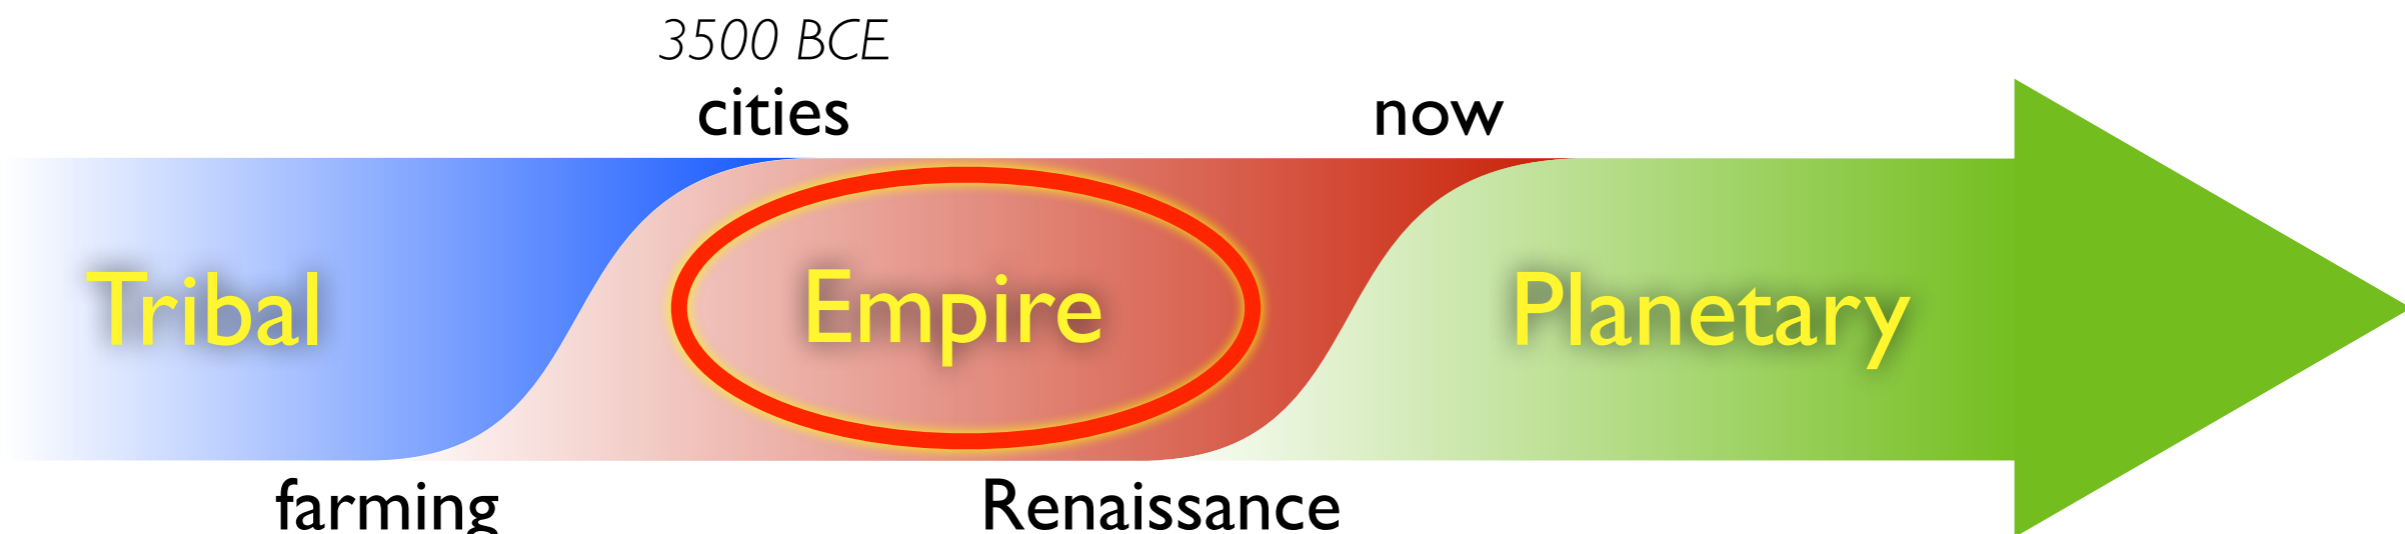 3500 BCE
cities
now
Tribal
Empire
Planetary
farming
Renaissance